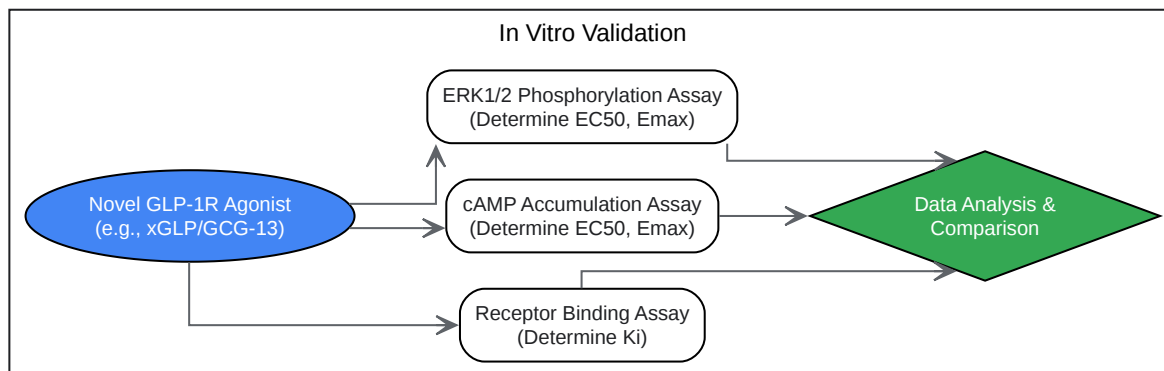 In Vitro Validation
ERK1/2 Phosphorylation Assay
(Determine EC50, Emax)
Novel GLP-1R Agonist
(e.g., xGLP/GCG-13)
cAMP Accumulation Assay
(Determine EC50, Emax)
Data Analysis &
Comparison
Receptor Binding Assay
(Determine Ki)